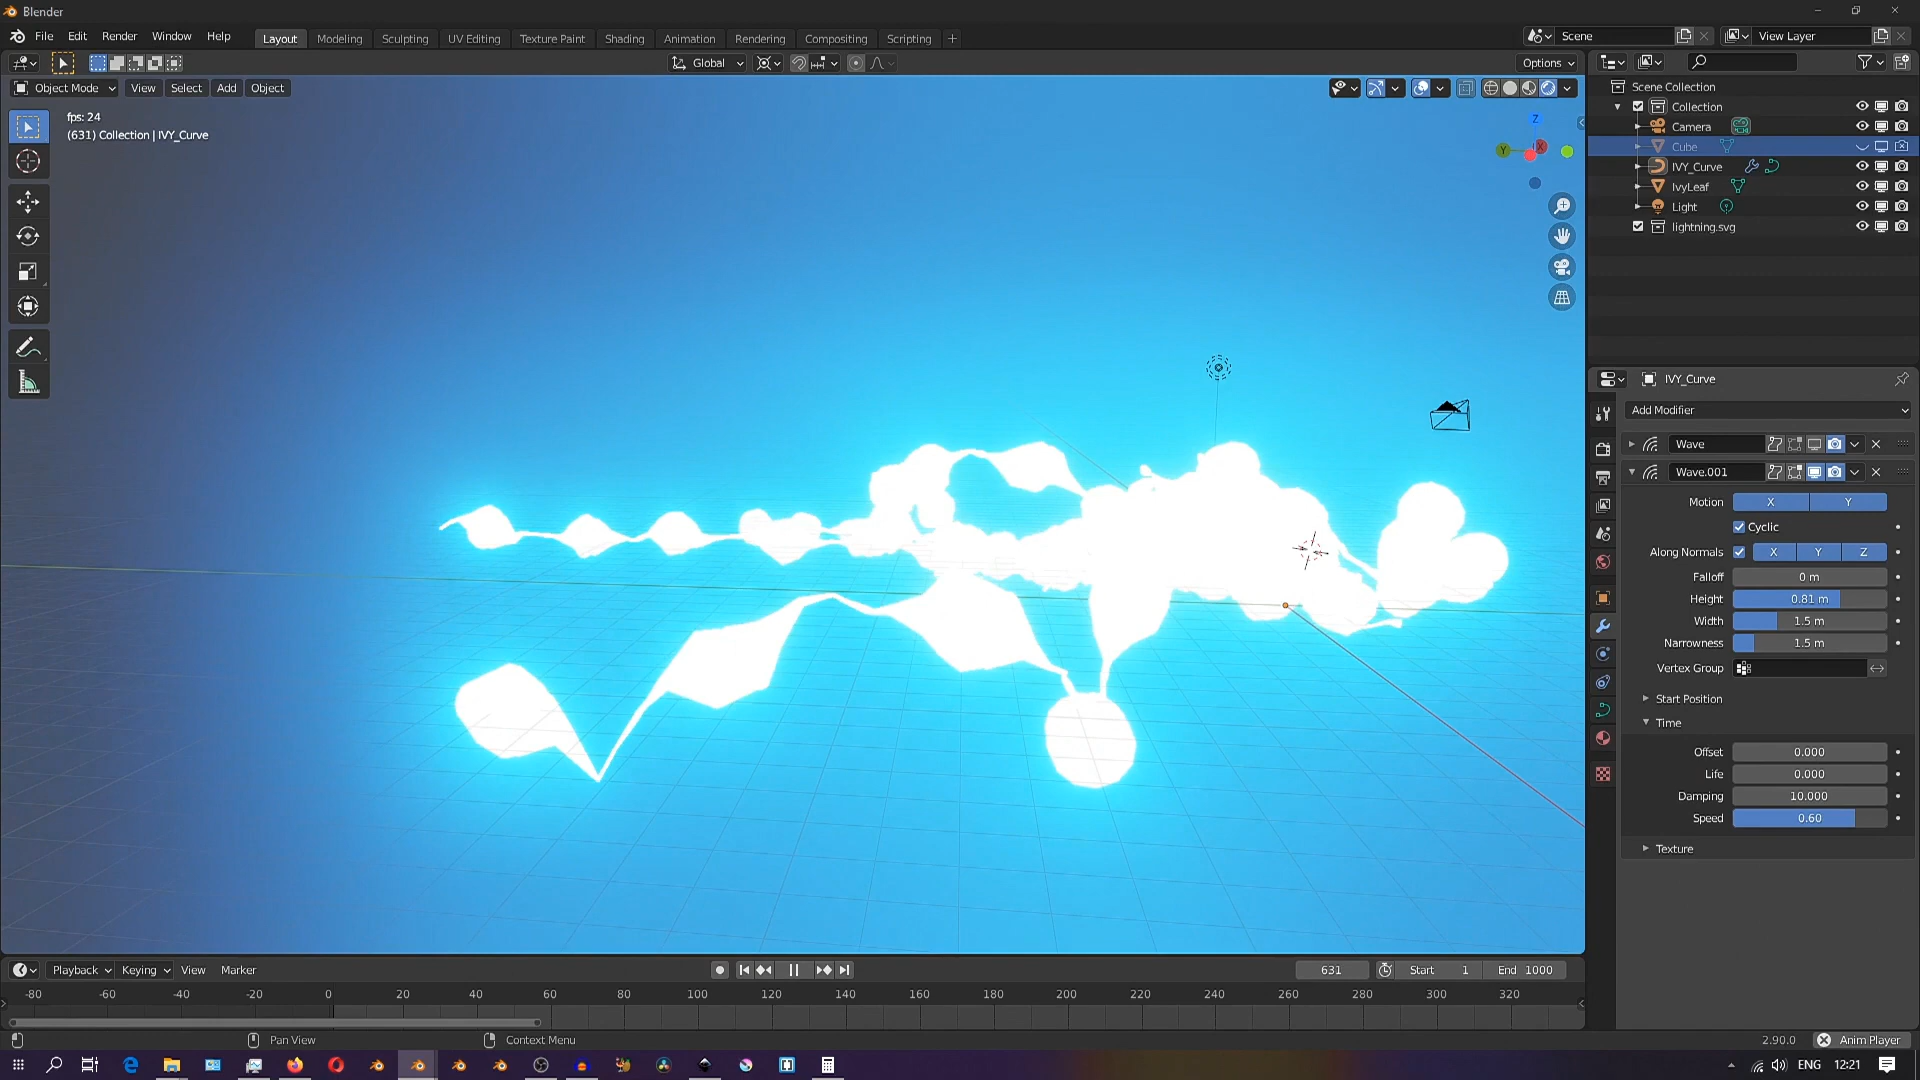 Blender
File Edit Render Window Help
Layout Modeling Sculpting UV Editing Texture Paint Shading Animation Rendering Compositing Scripting +
Scene
View Layer
Global
Options
Object Mode View Select Add Object
fps: 24
(631) Collection | IVY_Curve
Z
Y
X
Scene Collection
Collection
Camera
Cube
IVY_Curve
IvyLeaf
Light
lightning.svg
IVY_Curve
Add Modifier
Wave
Wave.001
Motion X Y
Cyclic
Along Normals X Y Z
Falloff 0 m
Height 0.81 m
Width 1.5 m
Narrowness 1.5 m
Vertex Group
Start Position
Time
Offset 0.000
Life 0.000
Damping 10.000
Speed 0.60
Texture
Playback Keying View Marker
631 Start 1 End 1000
-80 -60 -40 -20 0 20 40 60 80 100 120 140 160 180 200 220 240 260 280 300 320
Pan View Context Menu
2.90.0 Anim Player
ENG 12:21